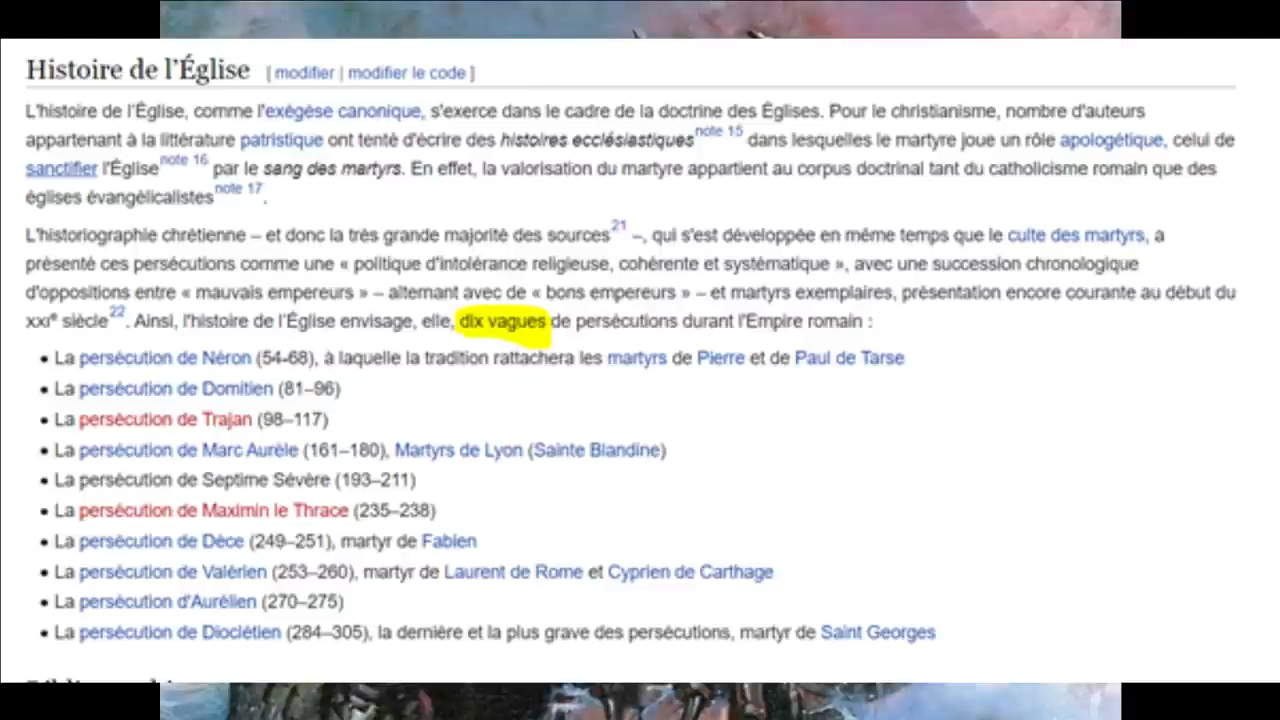 Histoire de l'Église [ modifier | modifier le code ]
L'histoire de l'Église, comme l'exégèse canonique, s'exerce dans le cadre de la doctrine des Églises. Pour le christianisme, nombre d'auteurs
appartenant à la littérature patristique ont tenté d'écrire des histoires ecclésiastiques note 15 dans lesquelles le martyre joue un rôle apologétique, celui de
sanctifier l'Église note 16 par le sang des martyrs. En effet, la valorisation du martyre appartient au corpus doctrinal tant du catholicisme romain que des
églises évangélicalistes note 17.
L'historiographie chrétienne – et donc la très grande majorité des sources 21 –, qui s'est développée en même temps que le culte des martyrs, a
présenté ces persécutions comme une « politique d'intolérance religieuse, cohérente et systématique », avec une succession chronologique
d'oppositions entre « mauvais empereurs » – alternant avec de « bons empereurs » – et martyrs exemplaires, présentation encore courante au début du
XXIe siècle 22. Ainsi, l'histoire de l'Église envisage, elle, dix vagues de persécutions durant l'Empire romain :
• La persécution de Néron (54-68), à laquelle la tradition rattachera les martyrs de Pierre et de Paul de Tarse
• La persécution de Domitien (81–96)
• La persécution de Trajan (98–117)
• La persécution de Marc Aurèle (161–180), Martyrs de Lyon (Sainte Blandine)
• La persécution de Septime Sévère (193–211)
• La persécution de Maximin le Thrace (235–238)
• La persécution de Dèce (249–251), martyr de Fabien
• La persécution de Valérien (253–260), martyr de Laurent de Rome et Cyprien de Carthage
• La persécution d'Aurélien (270–275)
• La persécution de Dioclétien (284–305), la dernière et la plus grave des persécutions, martyr de Saint Georges